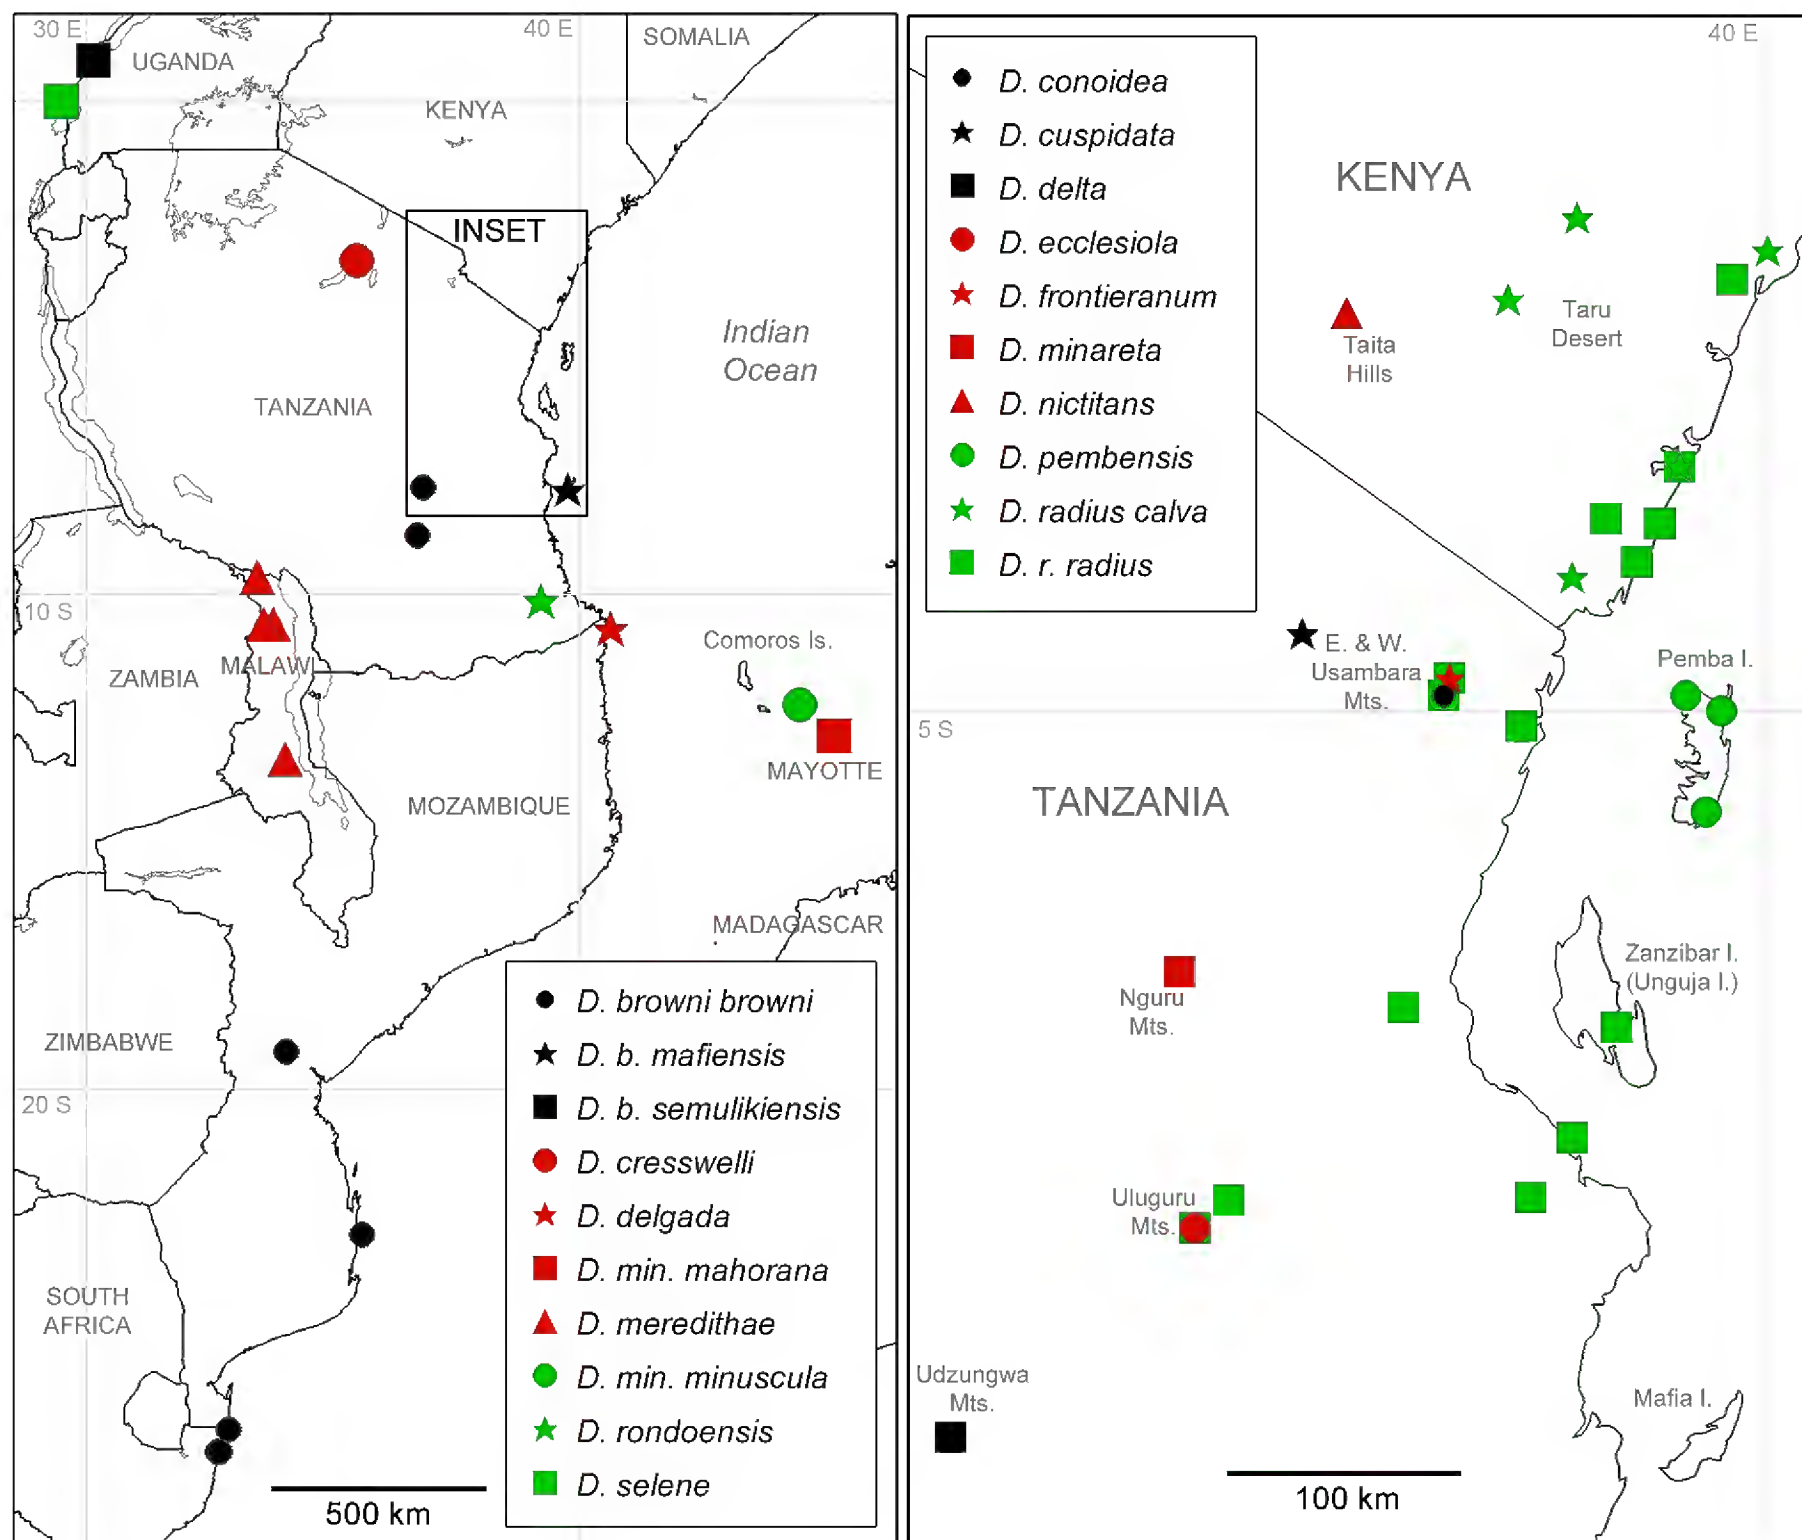 30 E
40 E
SOMALIA
UGANDA
KENYA
INSET
Indian
Ocean
TANZANIA
10 S
Comoros Is.
ZAMBIA
MALAWI
MAYOTTE
MOZAMBIQUE
MADAGASCAR
ZIMBABWE
20 S
SOUTH
AFRICA
D. browni browni
D. b. mafiensis
D. b. semulikiensis
D. cresswelli
D. delgada
D. min. mahorana
D. meredithae
D. min. minuscula
D. rondoensis
D. selene
500 km
40 E
D. conoidea
D. cuspidata
D. delta
D. ecclesiola
D. frontieranum
D. minareta
D. nictitans
D. pembensis
D. radius calva
D. r. radius
KENYA
Taru
Desert
Taita
Hills
E. & W.
Usambara
Mts.
Pemba I.
5 S
TANZANIA
Zanzibar I.
(Unguja I.)
Nguru
Mts.
Uluguru
Mts.
Udzungwa
Mts.
Mafia I.
100 km